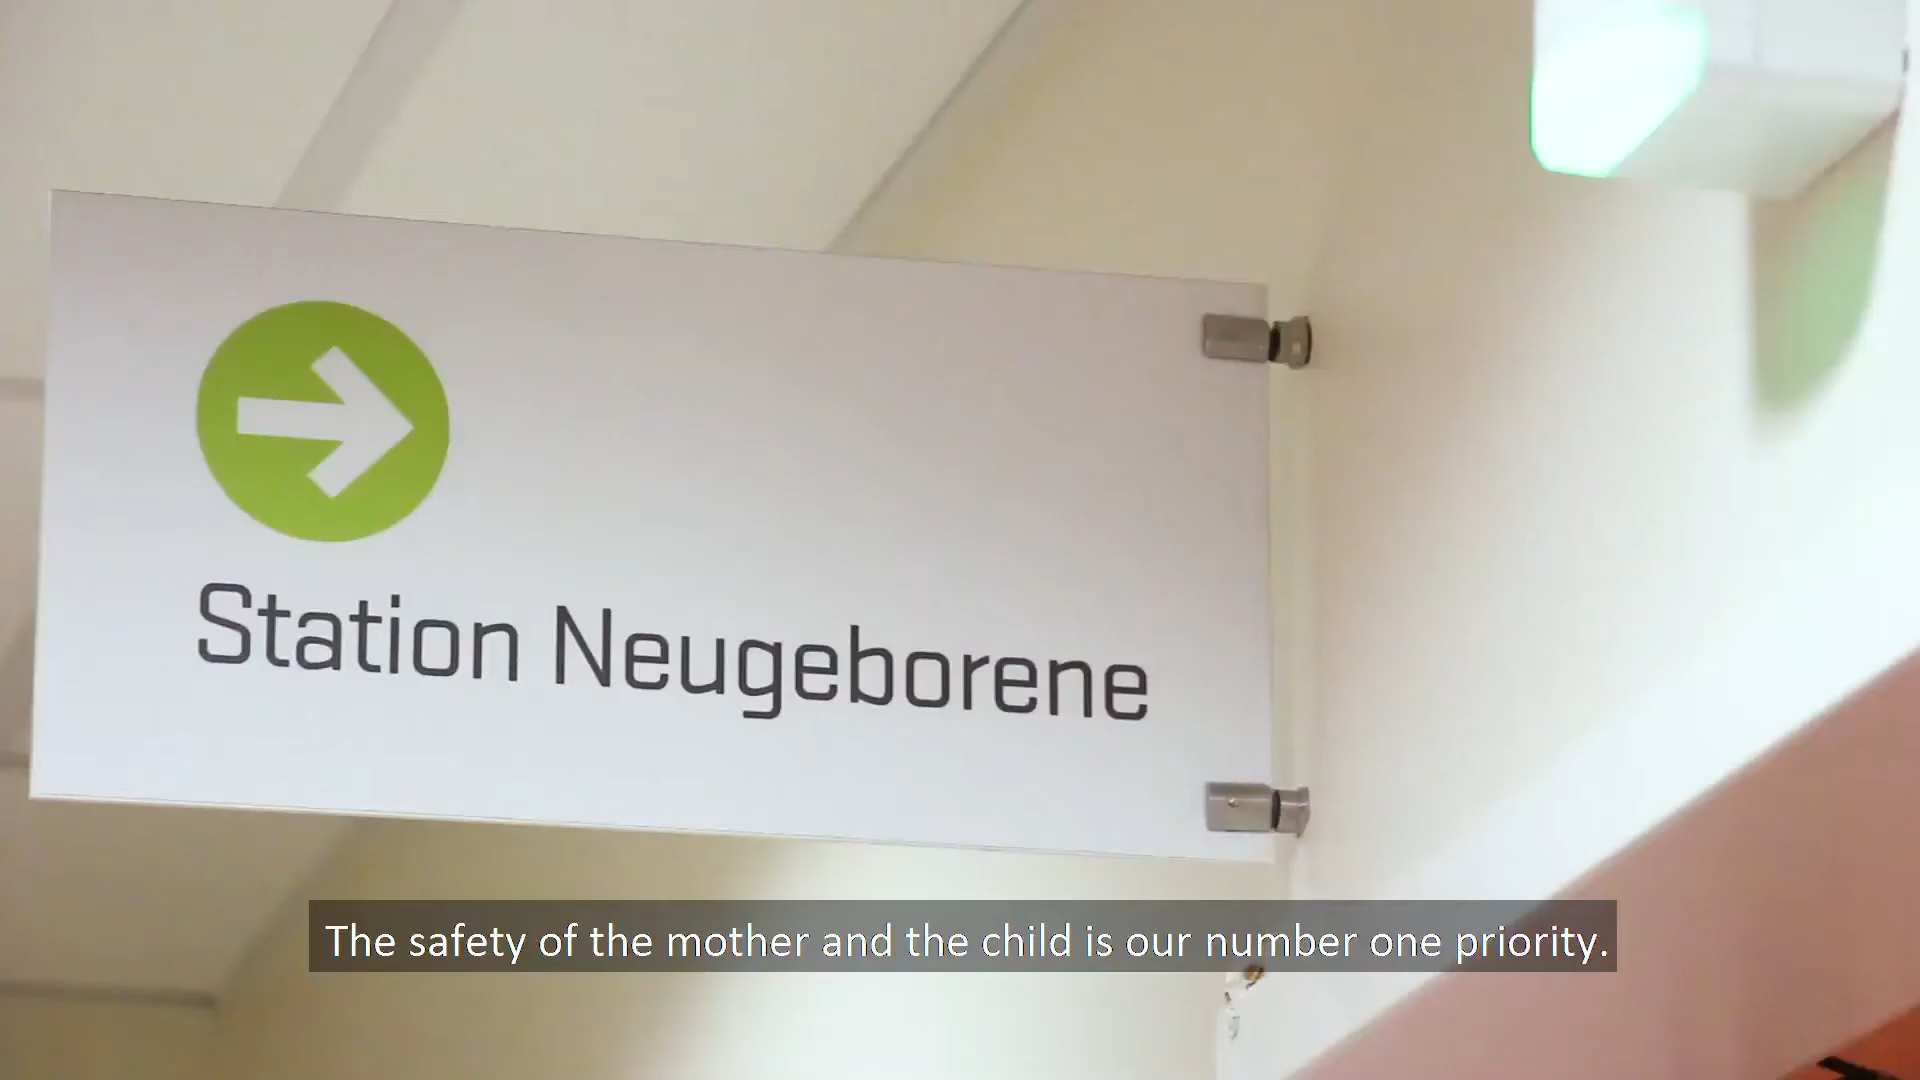 Station Neugeborene
The safety of the mother and the child is our number one priority.